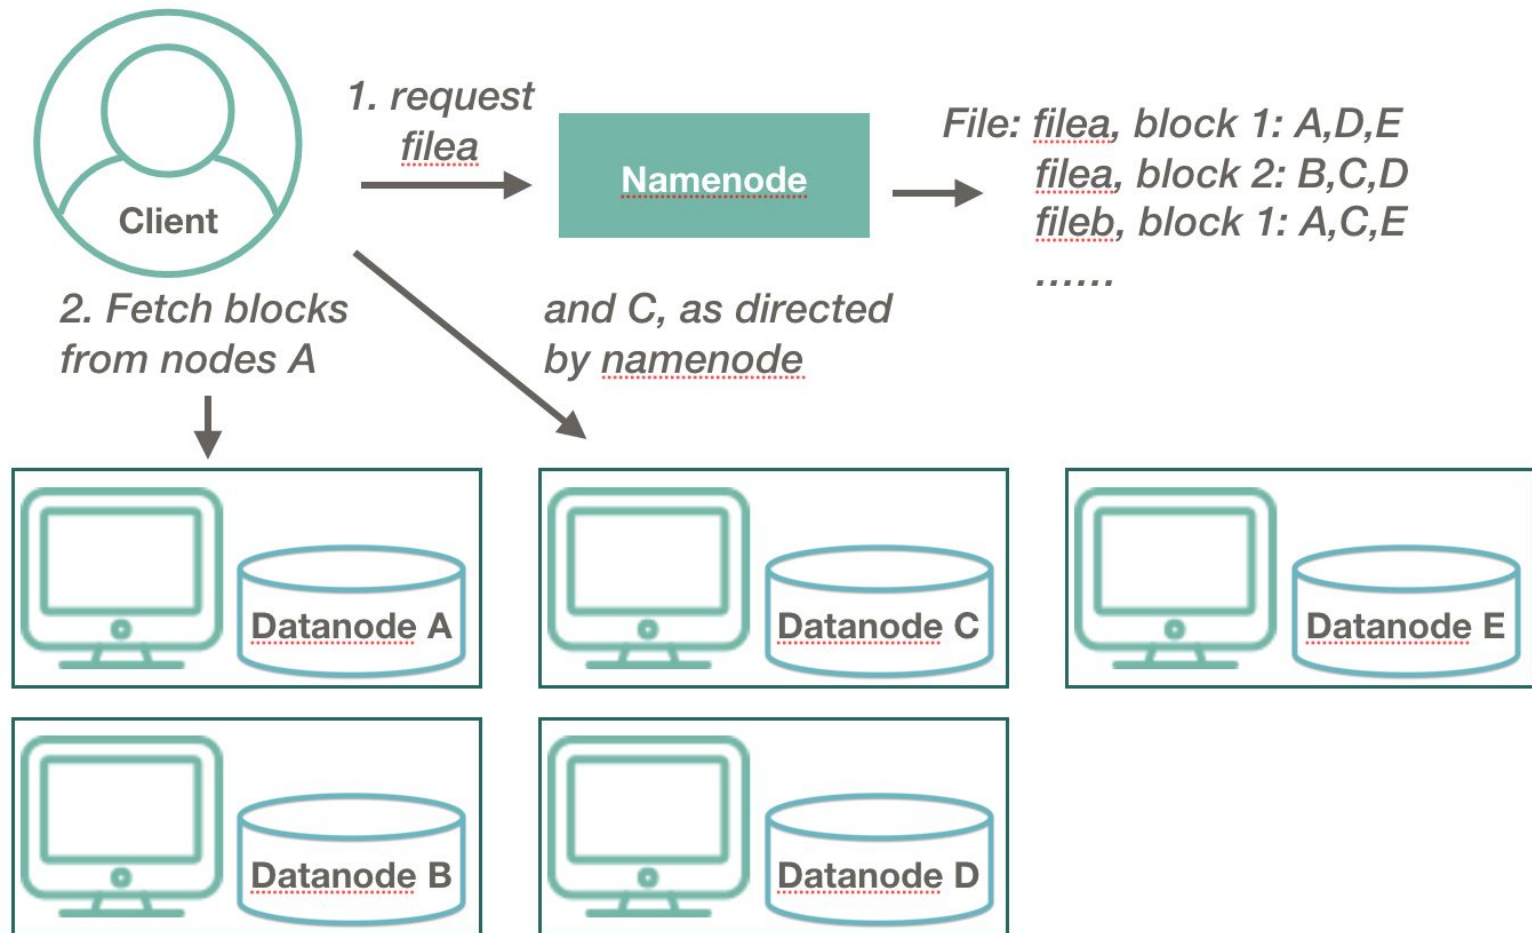 1. request
filea
Client
Namenode
File: filea, block 1: A,D,E
filea, block 2: B,C,D
fileb, block 1: A,C,E
......
2. Fetch blocks
from nodes A
and C, as directed
by namenode
Datanode A
Datanode C
Datanode E
Datanode B
Datanode D